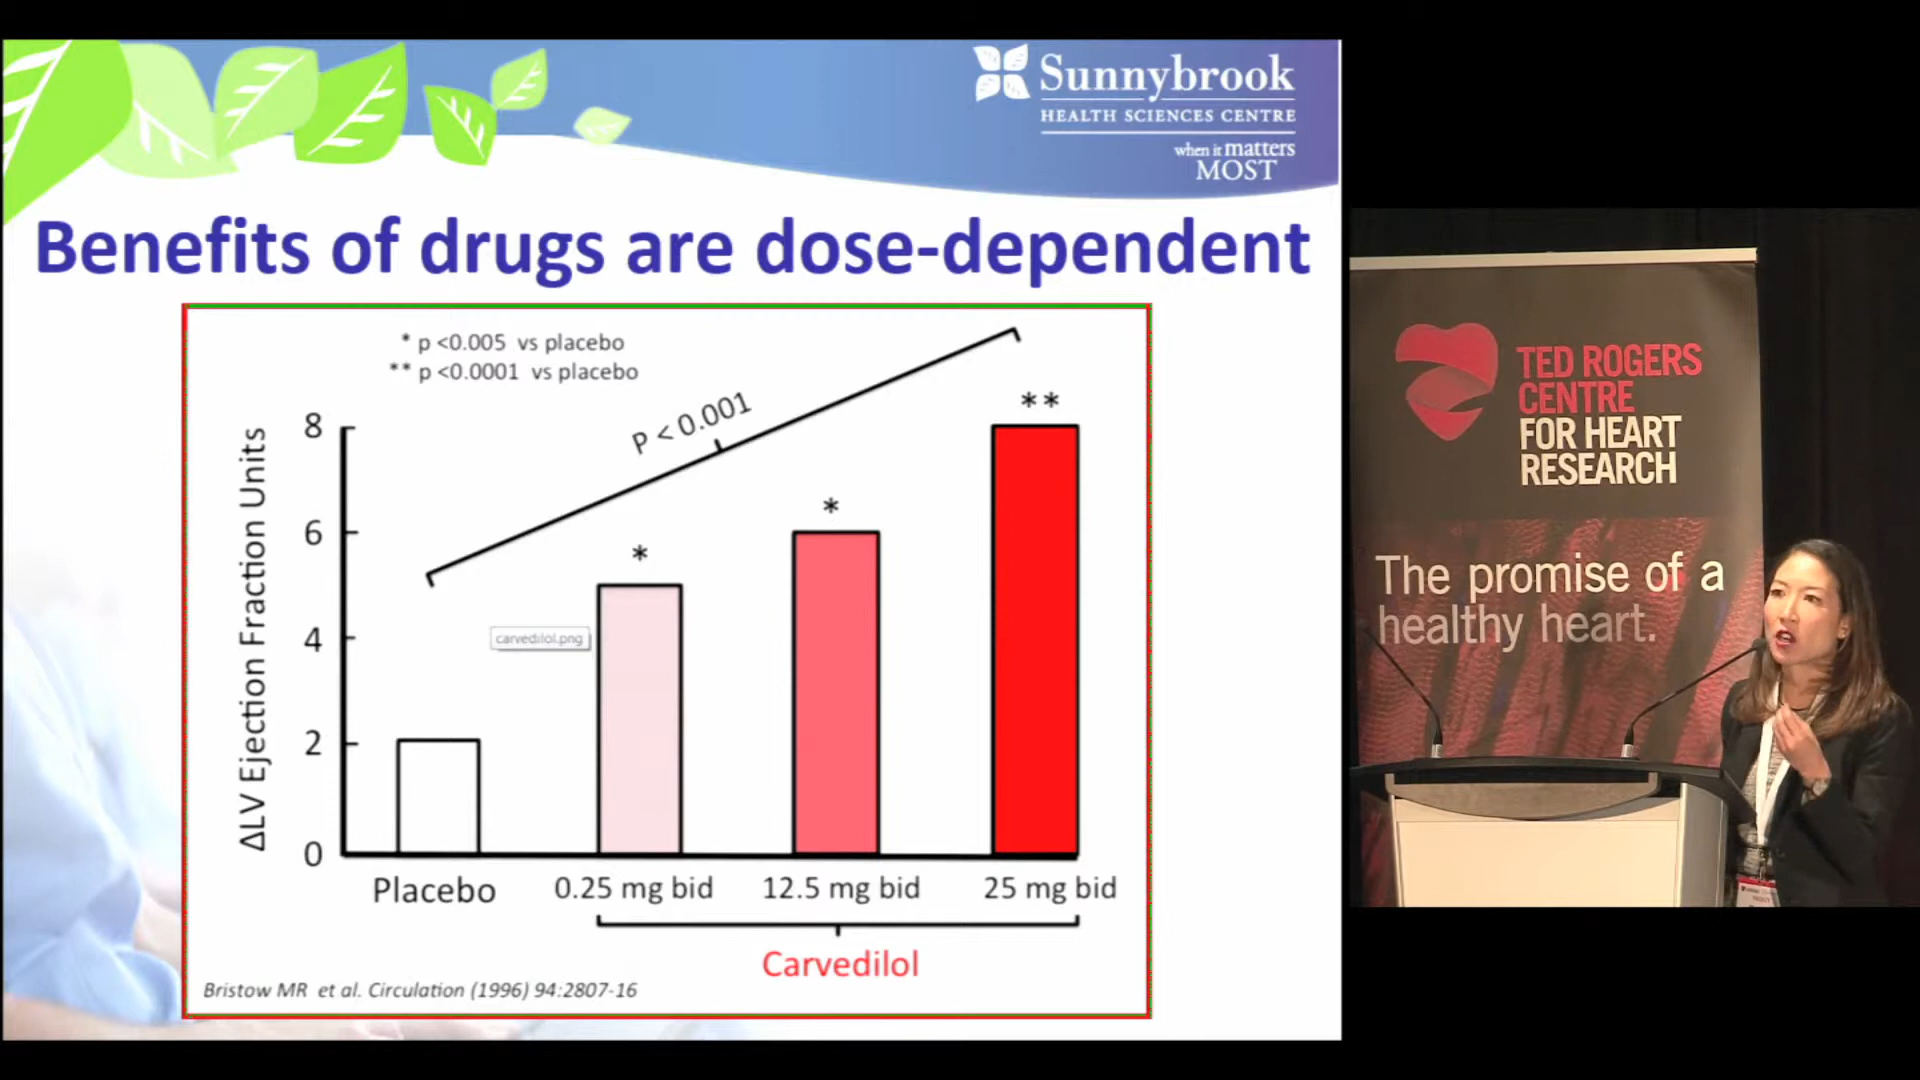 Sunnybrook
HEALTH SCIENCES CENTRE
when it matters
MOST
Benefits of drugs are dose-dependent
* p <0.005 vs placebo
** p <0.0001 vs placebo
P < 0.001
ΔLV Ejection Fraction Units
8
6
4
2
0
*
*
**
carvedilol.png
Placebo
0.25 mg bid
12.5 mg bid
25 mg bid
Carvedilol
Bristow MR et al. Circulation (1996) 94:2807-16
TED ROGERS
CENTRE
FOR HEART
RESEARCH
The promise of a
healthy heart.